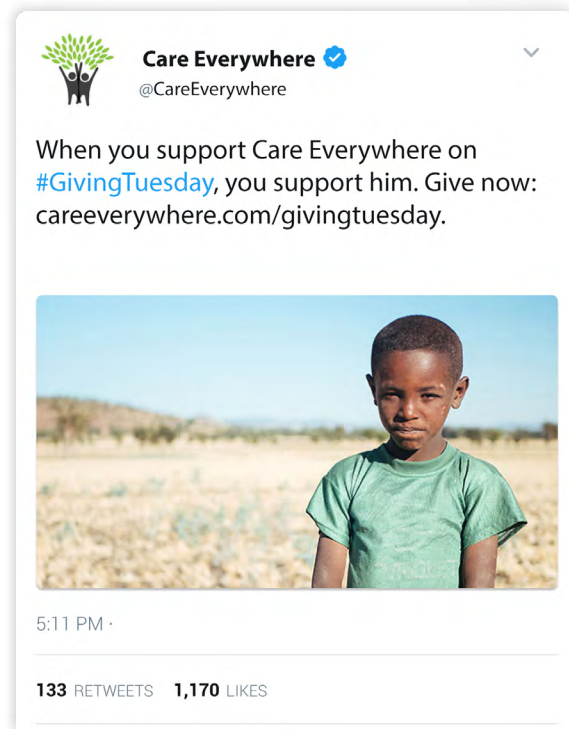 Care Everywhere
@CareEverywhere
When you support Care Everywhere on
#GivingTuesday, you support him. Give now:
careeverywhere.com/givingtuesday.
5:11 PM ·
133 RETWEETS 1,170 LIKES